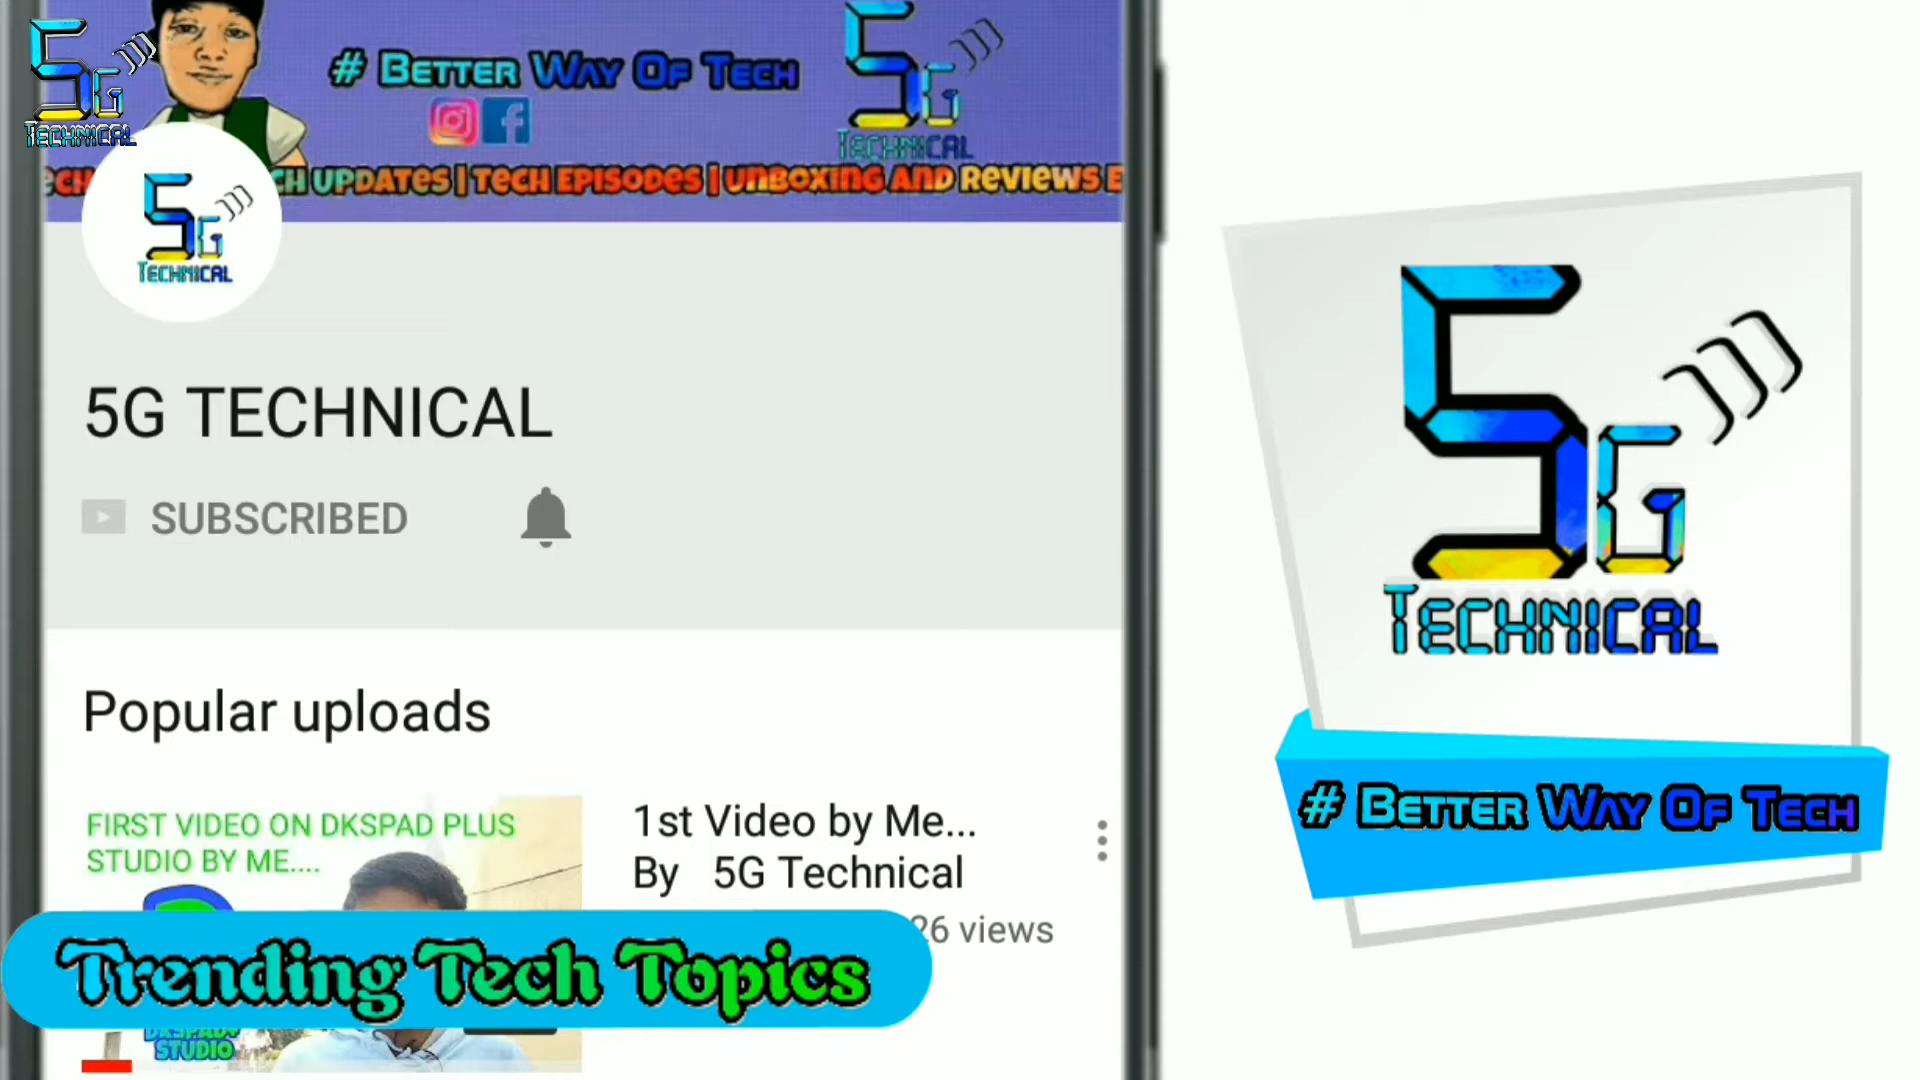 5G
TECHNICAL
# BETTER WAY OF TECH
5G
TECHNICAL
UPDATES | TECH EPISODES | UNBOXING AND REVIEWS
5G
TECHNICAL
5G TECHNICAL
SUBSCRIBED
Popular uploads
FIRST VIDEO ON DKSPAD PLUS
STUDIO BY ME....
1st Video by Me...
By 5G Technical
26 views
Trending Tech Topics
DKSPAD+
STUDIO
5G
TECHNICAL
# BETTER WAY OF TECH